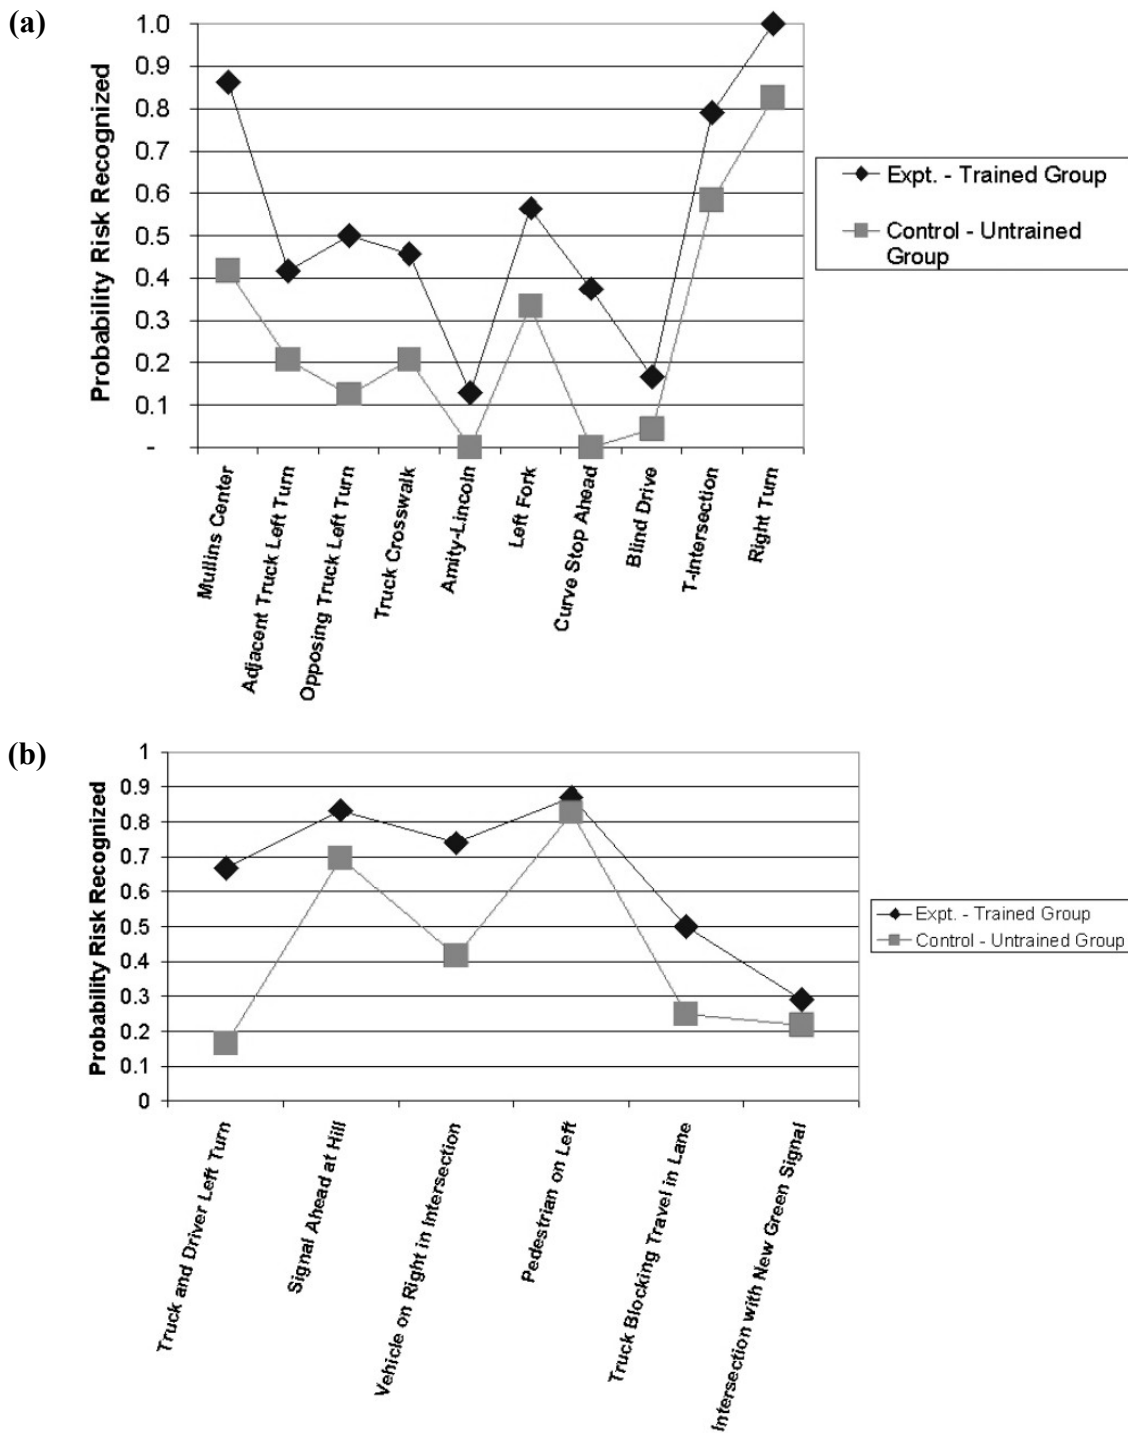 (a)
Probability Risk Recognized
1.0
0.9
0.8
0.7
0.6
0.5
0.4
0.3
0.2
0.1
-
Mullins Center
Adjacent Truck Left Turn
Opposing Truck Left Turn
Truck Crosswalk
Amity-Lincoln
Left Fork
Curve Stop Ahead
Blind Drive
T-Intersection
Right Turn
Expt. - Trained Group
Control - Untrained
Group
(b)
Probability Risk Recognized
1
0.9
0.8
0.7
0.6
0.5
0.4
0.3
0.2
0.1
0
Truck and Driver Left Turn
Signal Ahead at Hill
Vehicle on Right in Intersection
Pedestrian on Left
Truck Blocking Travel in Lane
Intersection with New Green Signal
Expt. - Trained Group
Control - Untrained Group